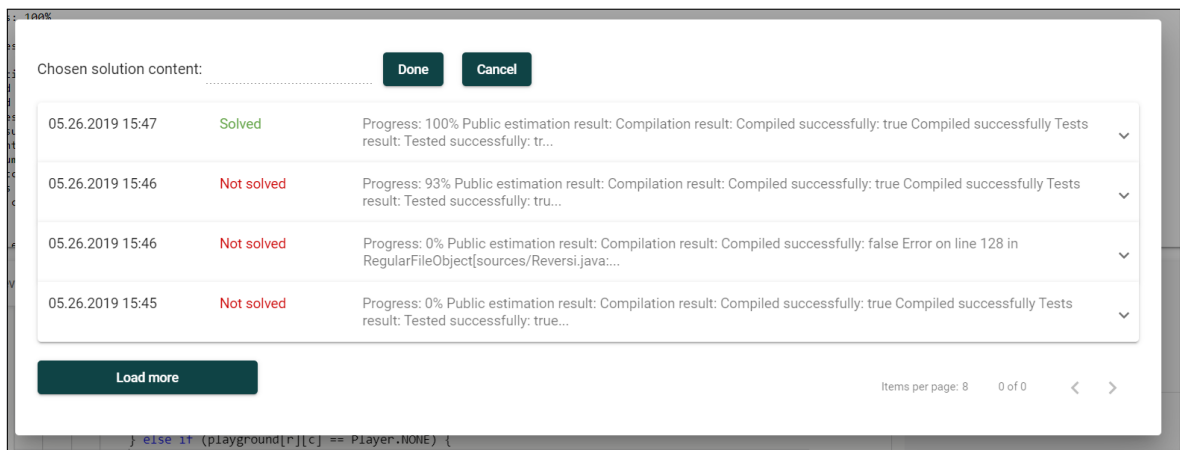 s: 100%
Chosen solution content:
Done
Cancel
05.26.2019 15:47
Solved
Progress: 100% Public estimation result: Compilation result: Compiled successfully: true Compiled successfully Tests
result: Tested successfully: tr...
05.26.2019 15:46
Not solved
Progress: 93% Public estimation result: Compilation result: Compiled successfully: true Compiled successfully Tests
result: Tested successfully: tru...
05.26.2019 15:46
Not solved
Progress: 0% Public estimation result: Compilation result: Compiled successfully: false Error on line 128 in
RegularFileObject[sources/Reversi.java:...
05.26.2019 15:45
Not solved
Progress: 0% Public estimation result: Compilation result: Compiled successfully: true Compiled successfully Tests
result: Tested successfully: true...
Load more
Items per page: 8
0 of 0
} else if (playground[r][c] == Player.NONE) {